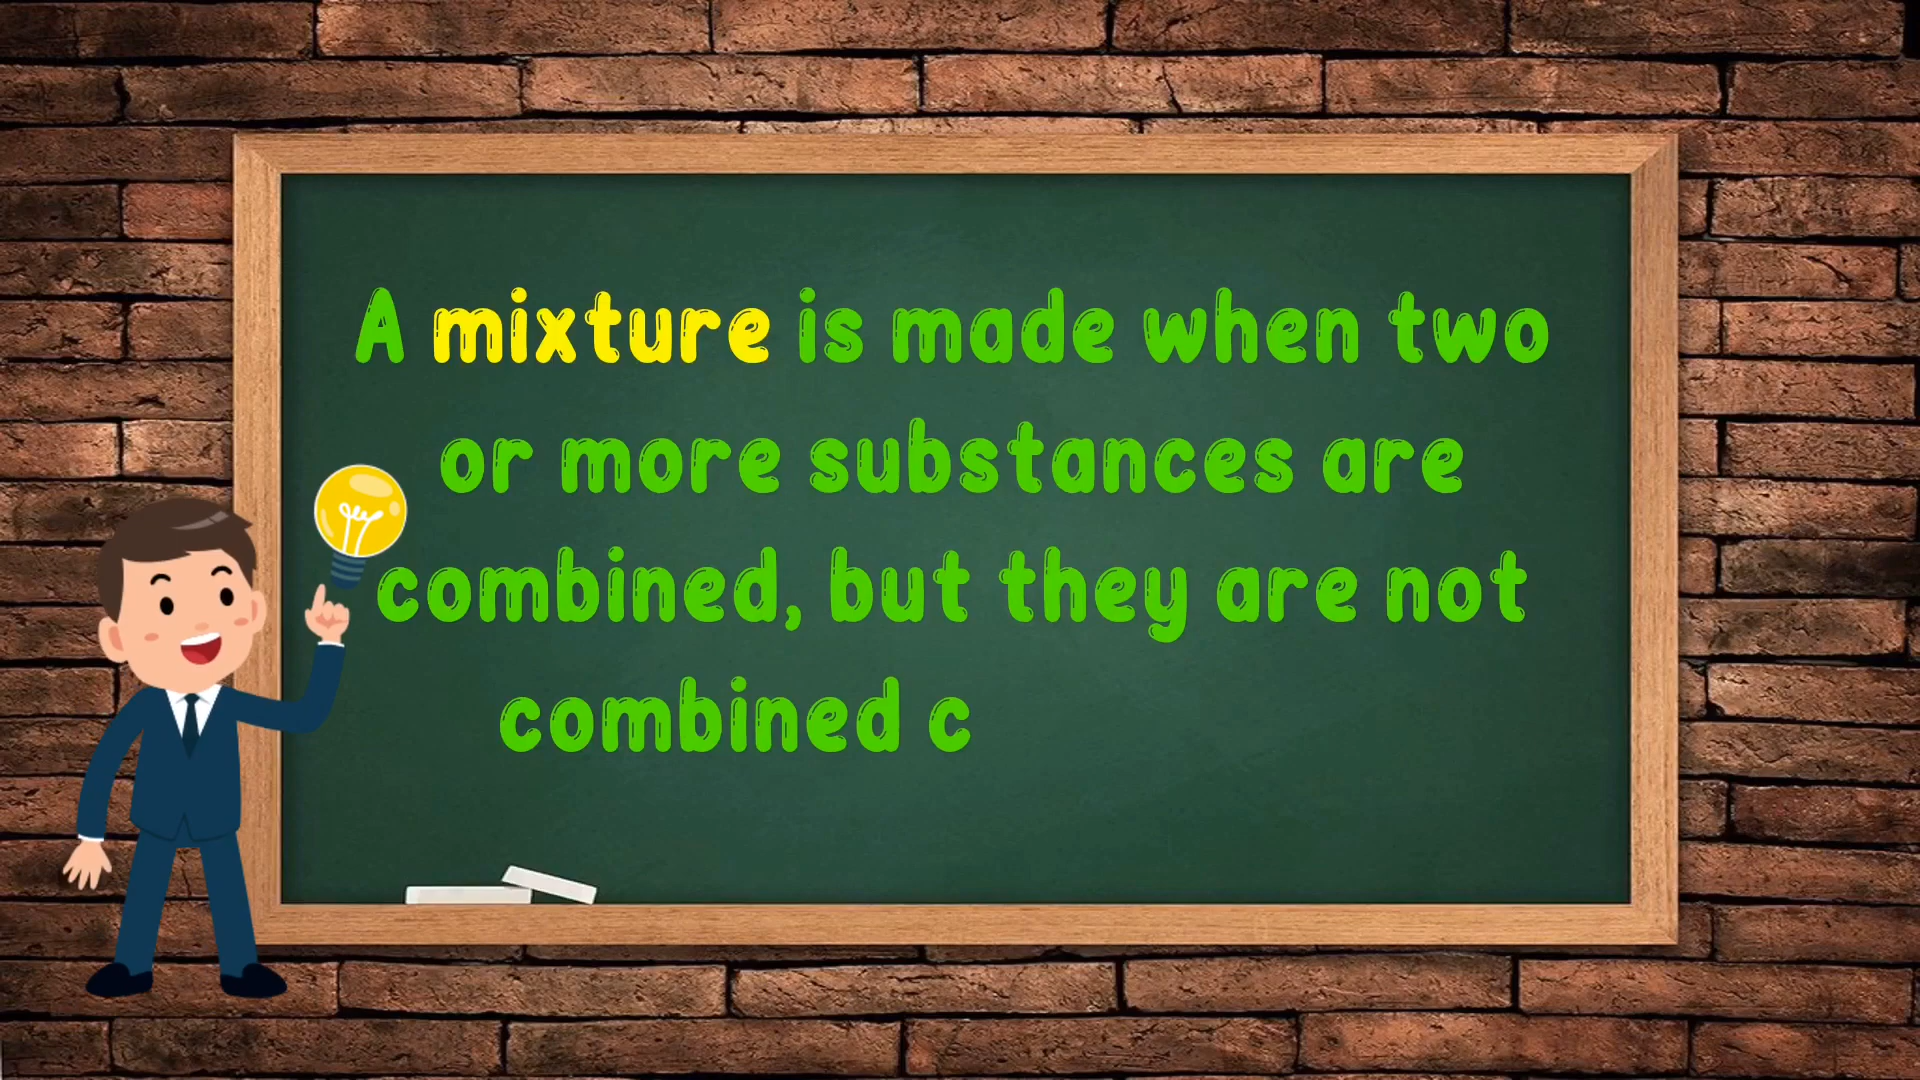 A mixture is made when two
or more substances are
combined, but they are not
combined c